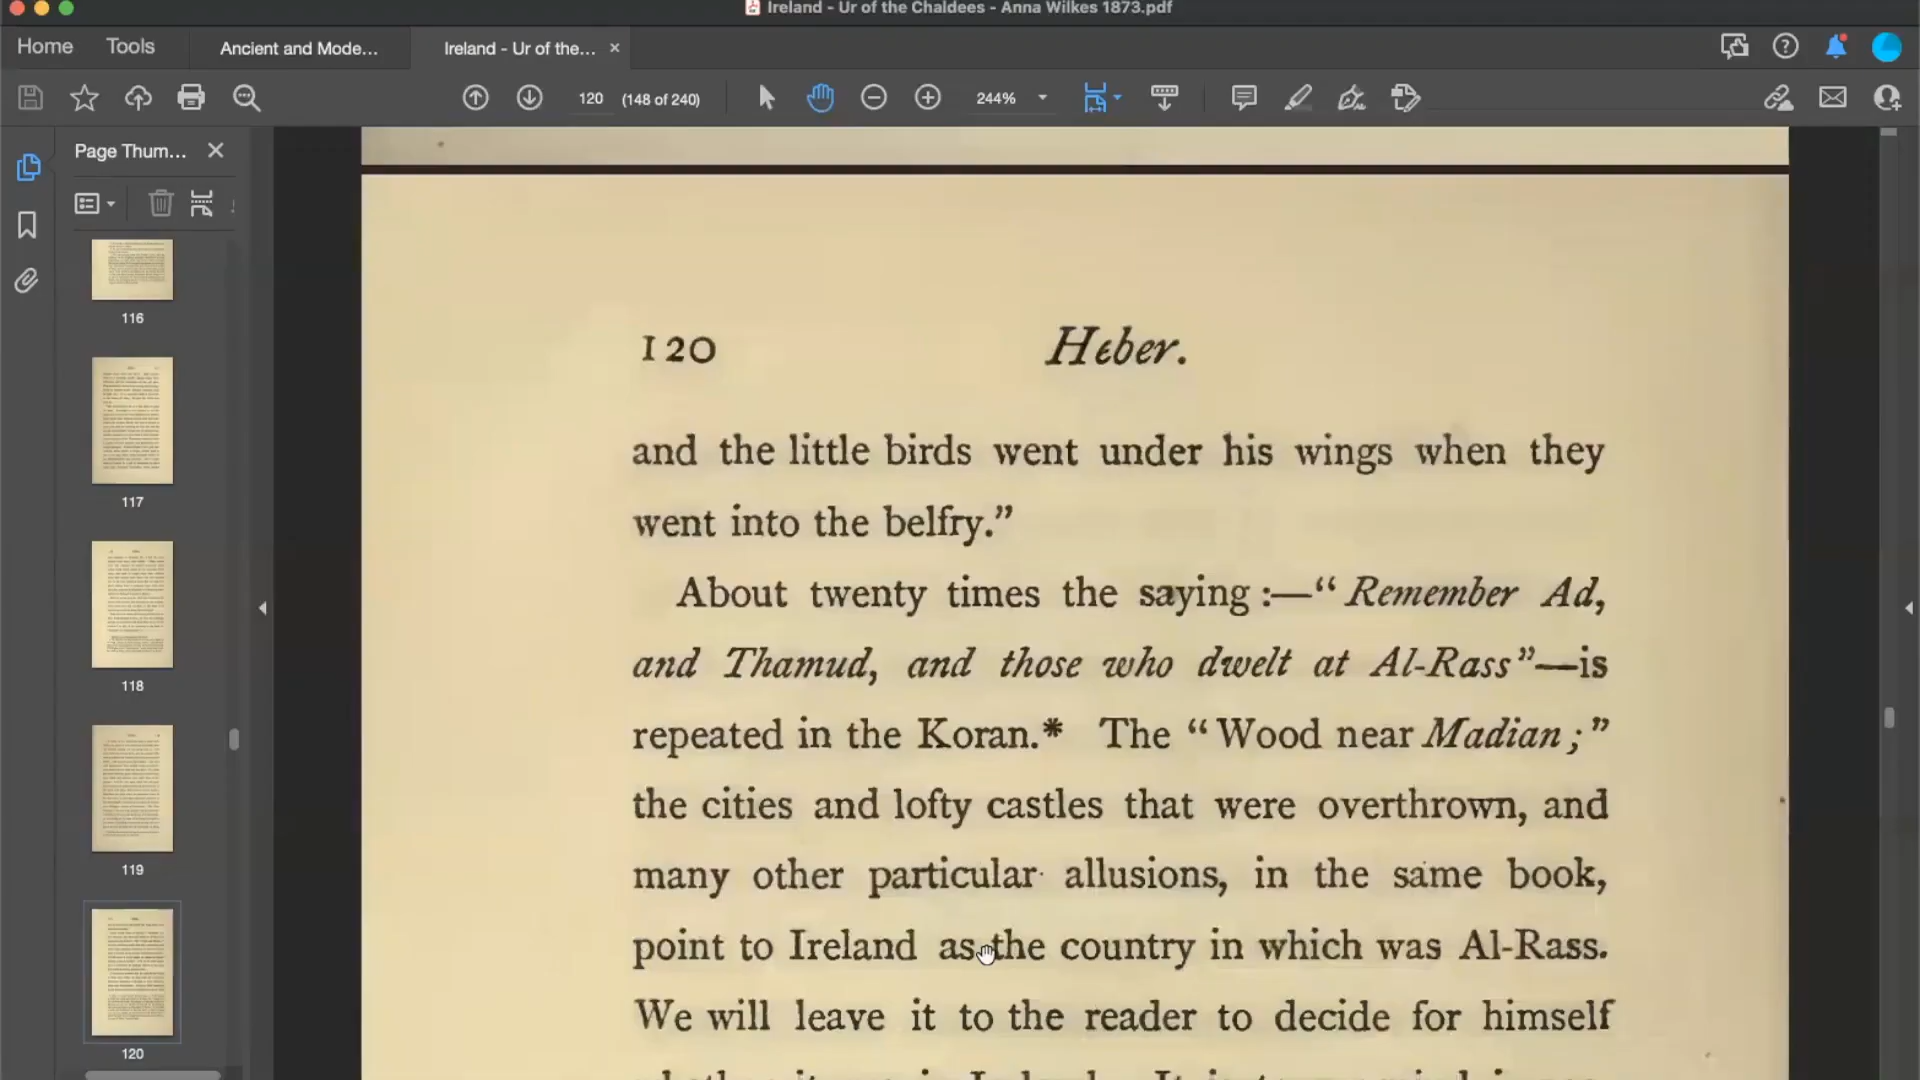 Ireland - Ur of the Chaldees - Anna Wilkes 1873.pdf
Home
Tools
Ancient and Mode...
Ireland - Ur of the...
120
(148 of 240)
244%
Page Thum...
116
117
118
119
120
120
Heber.
and the little birds went under his wings when they
went into the belfry.”
About twenty times the saying :—“ Remember Ad,
and Thamud, and those who dwelt at Al-Rass”—is
repeated in the Koran.* The “Wood near Madian ;”
the cities and lofty castles that were overthrown, and
many other particular allusions, in the same book,
point to Ireland as the country in which was Al-Rass.
We will leave it to the reader to decide for himself